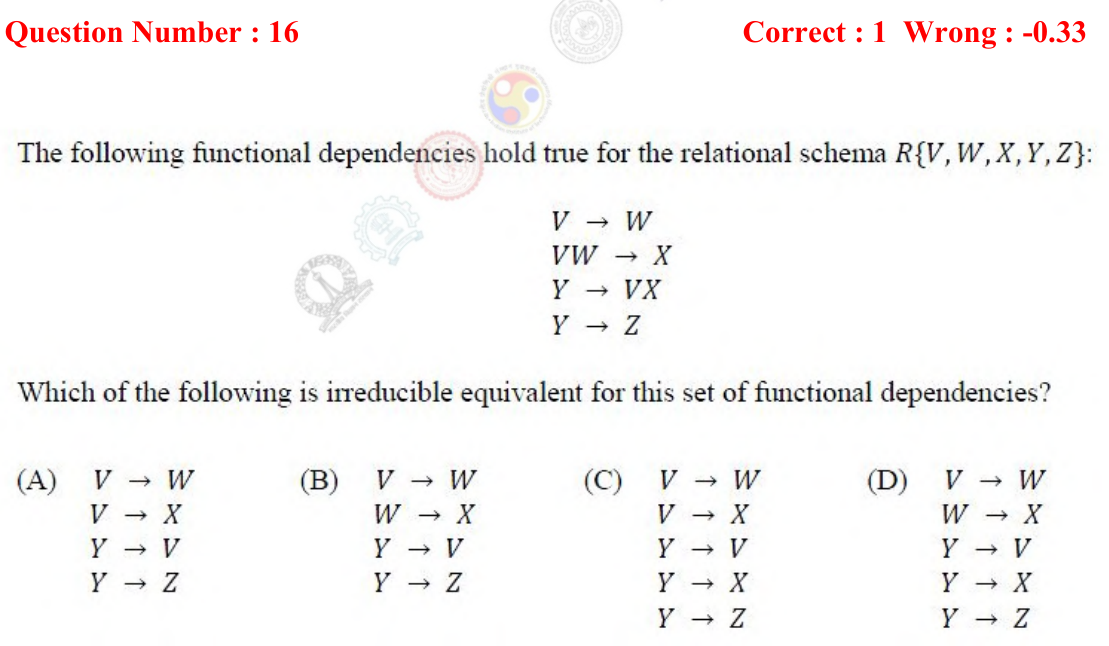 Question Number : 16 Correct : 1 Wrong : -0.33
The following functional dependencies hold true for the relational schema R{V, W, X, Y, Z}:
V → W
VW → X
Y → VX
Y → Z
Which of the following is irreducible equivalent for this set of functional dependencies?
(A) V → W (B) V → W (C) V → W (D) V → W
V → X W → X V → X W → X
Y → V Y → V Y → V Y → V
Y → Z Y → Z Y → X Y → X
Y → Z Y → Z